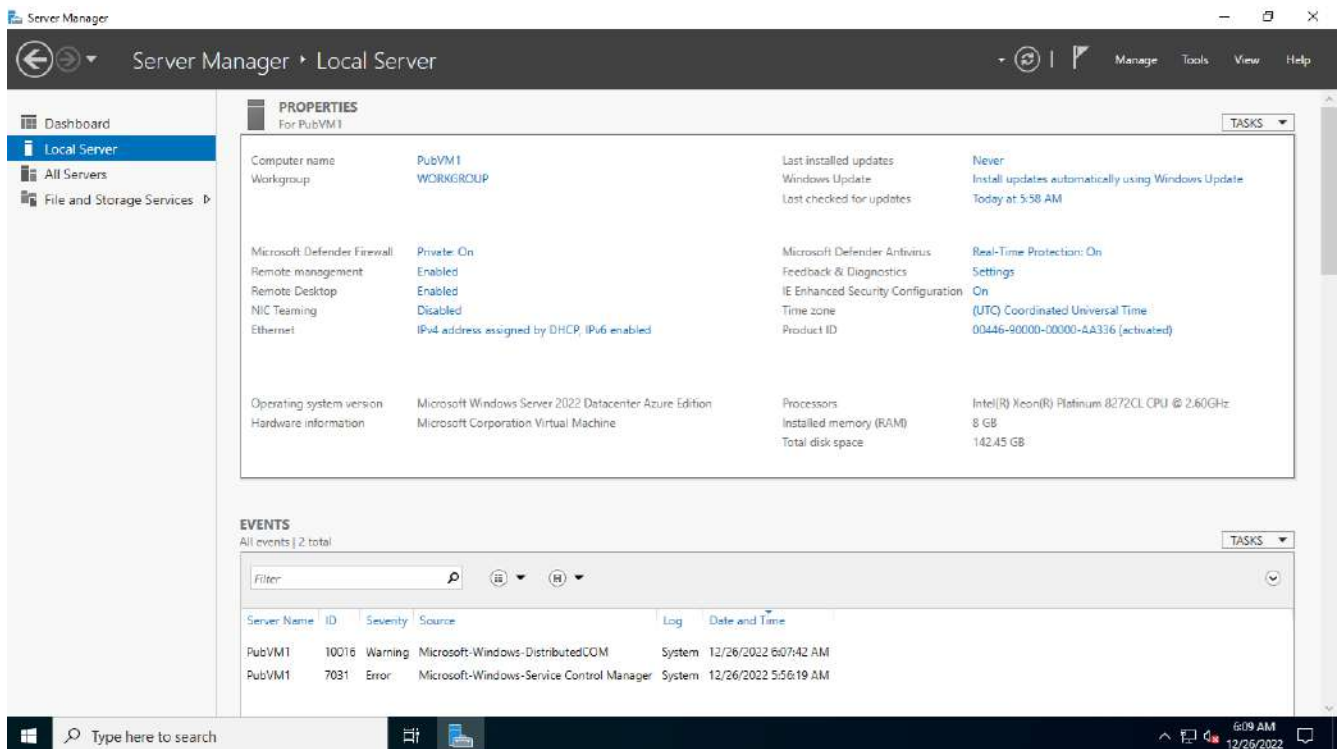 Server Manager
Server Manager ‣ Local Server
Manage Tools View Help
Dashboard
Local Server
All Servers
File and Storage Services
PROPERTIES
For PubVM1
TASKS
Computer name PubVM1
Workgroup WORKGROUP
Last installed updates Never
Windows Update Install updates automatically using Windows Update
Last checked for updates Today at 5:58 AM
Microsoft Defender Firewall Private: On
Remote management Enabled
Remote Desktop Enabled
NIC Teaming Disabled
Ethernet IPv4 address assigned by DHCP, IPv6 enabled
Microsoft Defender Antivirus Real-Time Protection: On
Feedback & Diagnostics Settings
IE Enhanced Security Configuration On
Time zone (UTC) Coordinated Universal Time
Product ID 00446-90000-00000-AA336 (activated)
Operating system version Microsoft Windows Server 2022 Datacenter Azure Edition
Hardware information Microsoft Corporation Virtual Machine
Processors Intel(R) Xeon(R) Platinum 8272CL CPU @ 2.60GHz
Installed memory (RAM) 8 GB
Total disk space 142.45 GB
EVENTS
All events | 2 total
TASKS
Filter
Server Name ID Severity Source Log Date and Time
PubVM1 10016 Warning Microsoft-Windows-DistributedCOM System 12/26/2022 6:07:42 AM
PubVM1 7031 Error Microsoft-Windows-Service Control Manager System 12/26/2022 5:56:19 AM
Type here to search
6:09 AM
12/26/2022